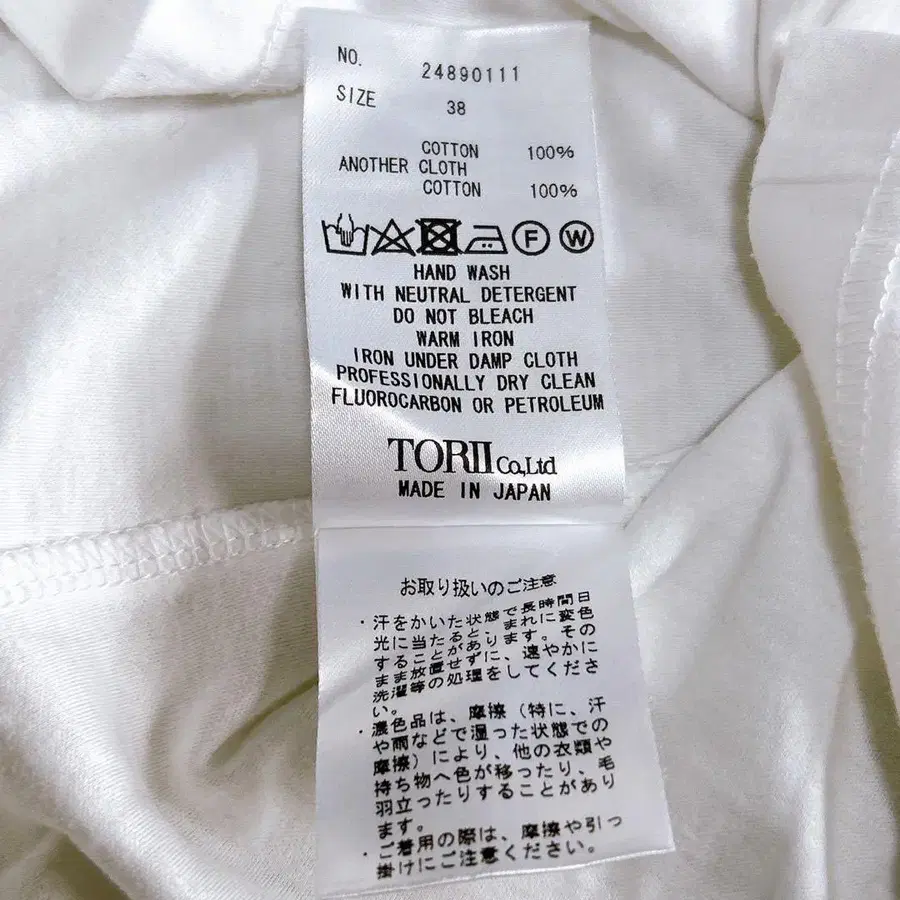 NO. 24890111
SIZE 38
COTTON 100%
ANOTHER CLOTH
COTTON 100%
F W
HAND WASH
WITH NEUTRAL DETERGENT
DO NOT BLEACH
WARM IRON
IRON UNDER DAMP CLOTH
PROFESSIONALLY DRY CLEAN
FLUOROCARBON OR PETROLEUM
TORII Co,Ltd
MADE IN JAPAN
お取り扱いのご注意
・汗をかいた状態で長時間日
光に当たると、まれに変色
することがあります。その
まま放置せずに、速やかに
洗濯等の処理をしてくださ
い。
・濃色品は、摩擦(特に、汗
や雨などで湿った状態での
摩擦)により、他の衣類や
持ち物へ色が移ったり、毛
羽立ったりすることがあり
ます。
・ご着用の際は、摩擦や引っ
掛けにご注意ください。